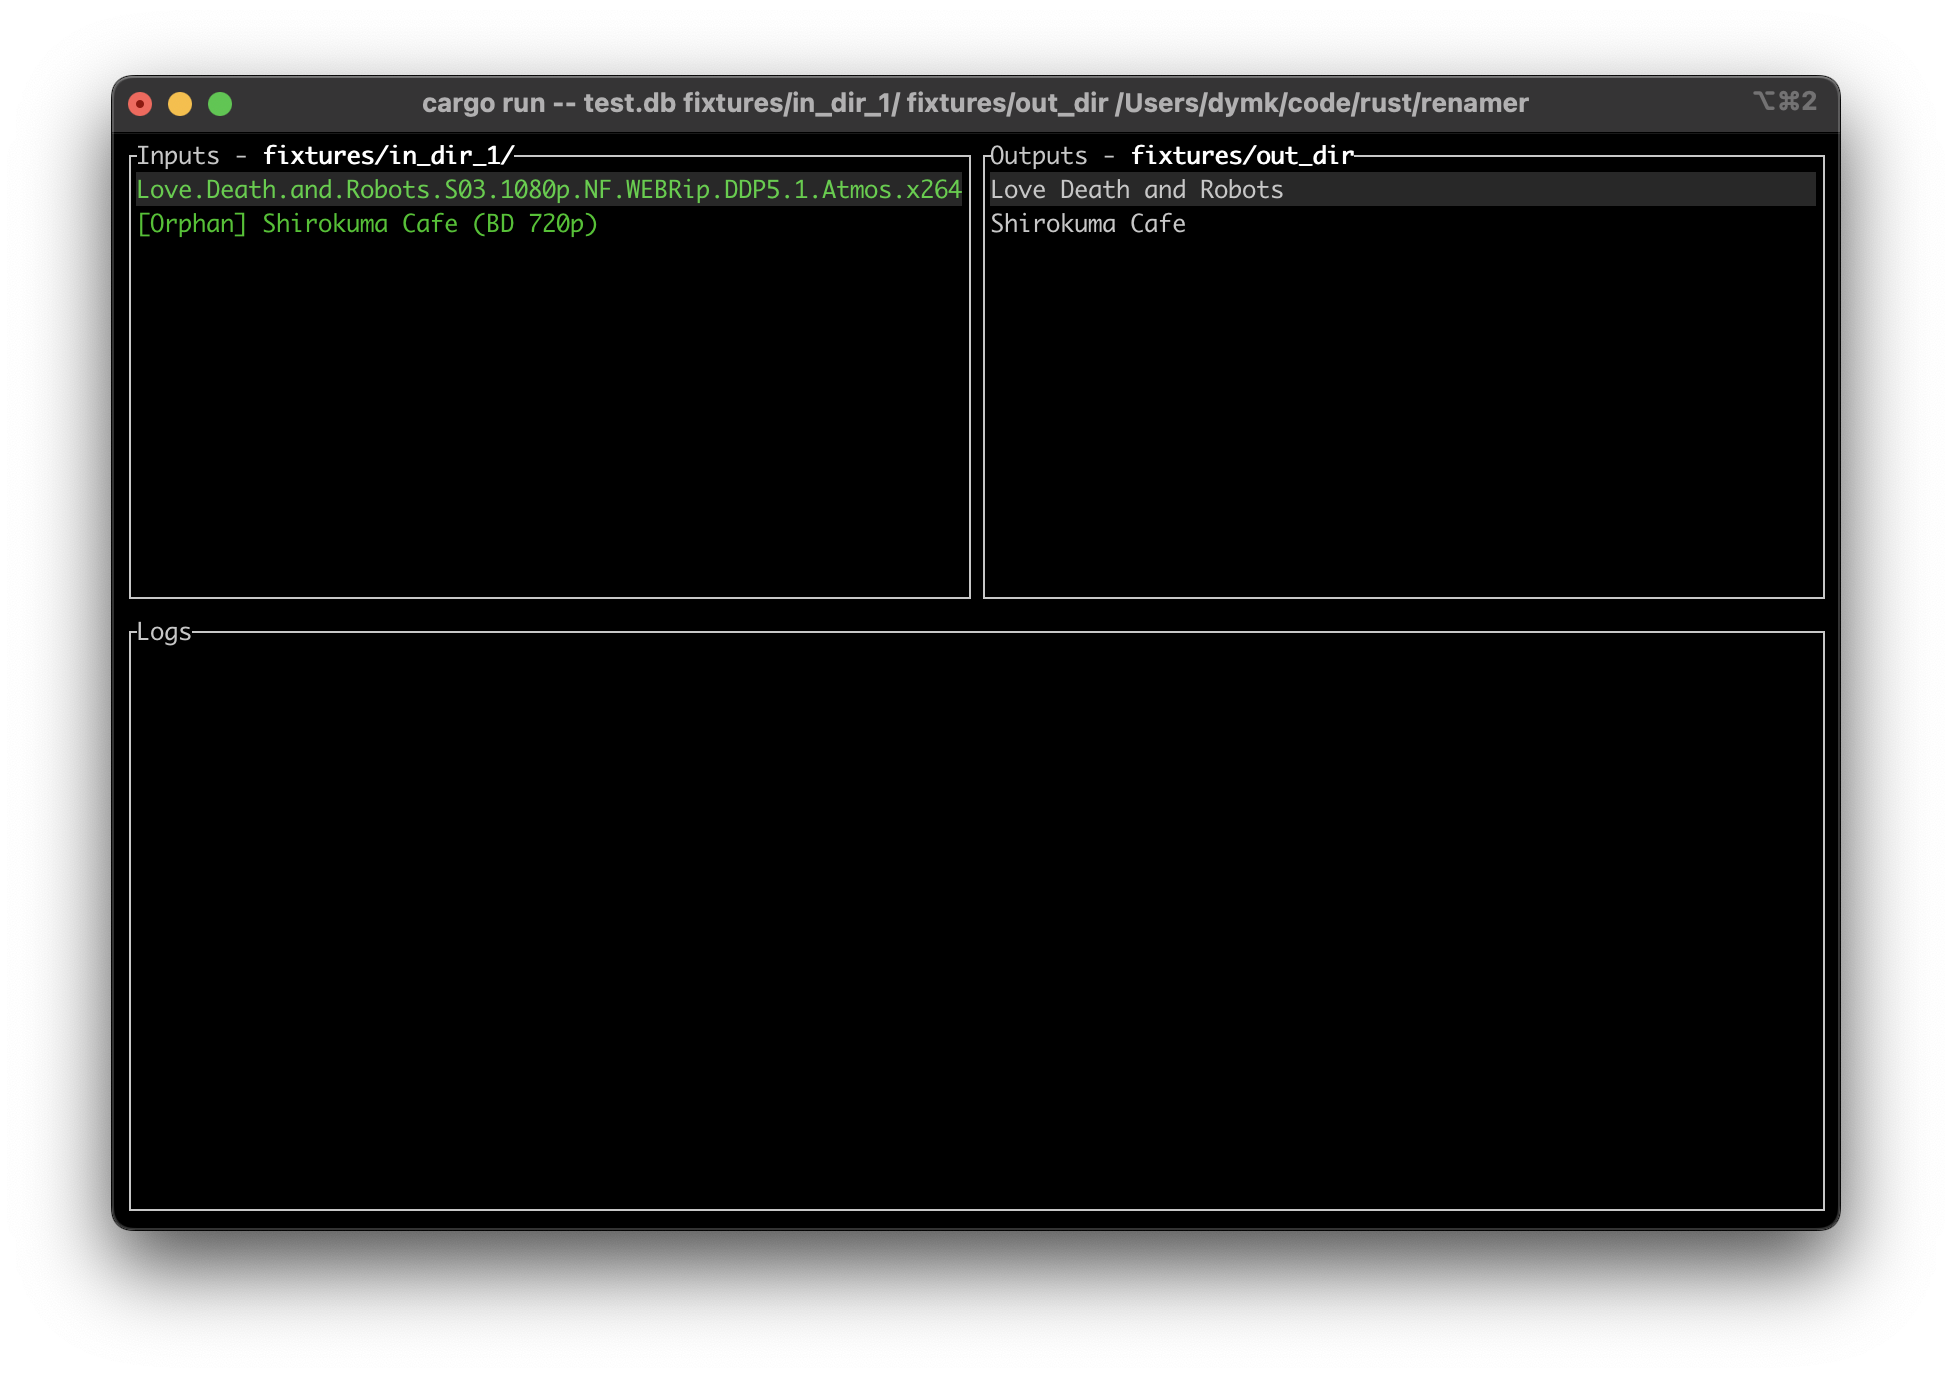 cargo run -- test.db fixtures/in_dir_1/ fixtures/out_dir /Users/dymk/code/rust/renamer
⌥⌘2
Inputs - fixtures/in_dir_1/
Love.Death.and.Robots.S03.1080p.NF.WEBRip.DDP5.1.Atmos.x264
[Orphan] Shirokuma Cafe (BD 720p)
Outputs - fixtures/out_dir
Love Death and Robots
Shirokuma Cafe
Logs